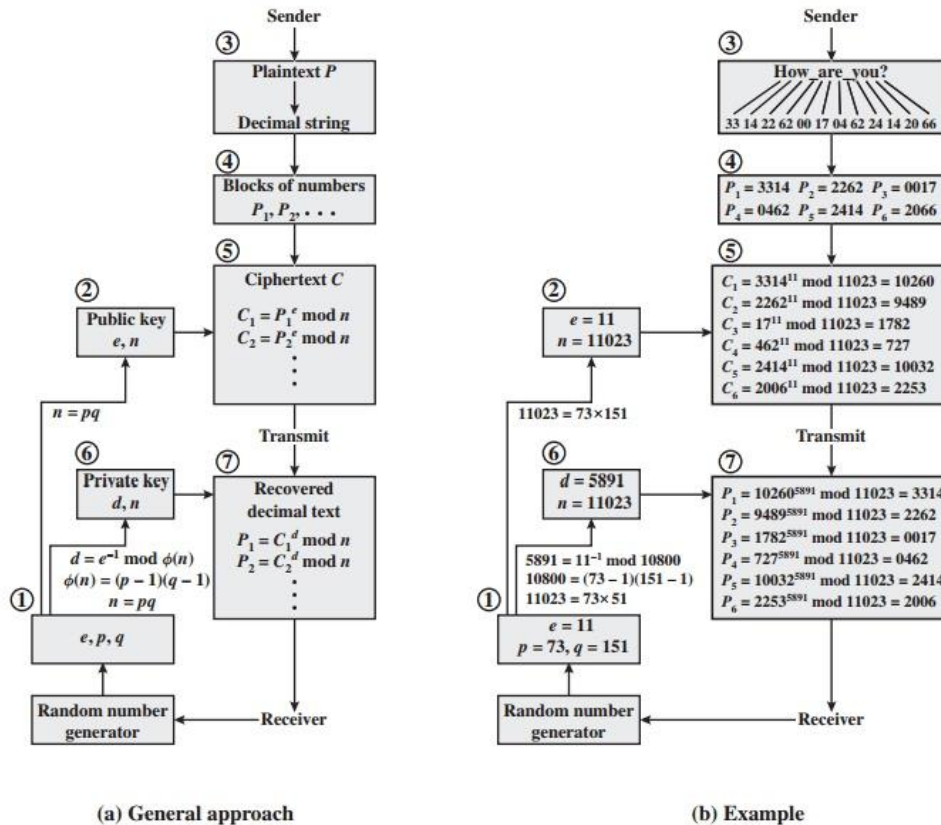 Sender
③
Plaintext P
Decimal string
④
Blocks of numbers
P₁, P₂, . . .
⑤
Ciphertext C
C₁ = P₁ᵉ mod n
C₂ = P₂ᵉ mod n
②
Public key
e, n
n = pq
Transmit
⑥
Private key
d, n
⑦
Recovered
decimal text
P₁ = C₁ᵈ mod n
P₂ = C₂ᵈ mod n
d = e⁻¹ mod ϕ(n)
ϕ(n) = (p – 1)(q – 1)
n = pq
①
e, p, q
Random number
generator
Receiver
(a) General approach
Sender
③
How_are_you?
33 14 22 62 00 17 04 62 24 14 20 66
④
P₁ = 3314 P₂ = 2262 P₃ = 0017
P₄ = 0462 P₅ = 2414 P₆ = 2066
⑤
C₁ = 3314¹¹ mod 11023 = 10260
C₂ = 2262¹¹ mod 11023 = 9489
C₃ = 17¹¹ mod 11023 = 1782
C₄ = 462¹¹ mod 11023 = 727
C₅ = 2414¹¹ mod 11023 = 10032
C₆ = 2006¹¹ mod 11023 = 2253
②
e = 11
n = 11023
11023 = 73×151
Transmit
⑥
d = 5891
n = 11023
⑦
P₁ = 10260⁵⁸⁹¹ mod 11023 = 3314
P₂ = 9489⁵⁸⁹¹ mod 11023 = 2262
P₃ = 1782⁵⁸⁹¹ mod 11023 = 0017
P₄ = 727⁵⁸⁹¹ mod 11023 = 0462
P₅ = 10032⁵⁸⁹¹ mod 11023 = 2414
P₆ = 2253⁵⁸⁹¹ mod 11023 = 2006
5891 = 11⁻¹ mod 10800
10800 = (73 – 1)(151 – 1)
11023 = 73×51
①
e = 11
p = 73, q = 151
Random number
generator
Receiver
(b) Example